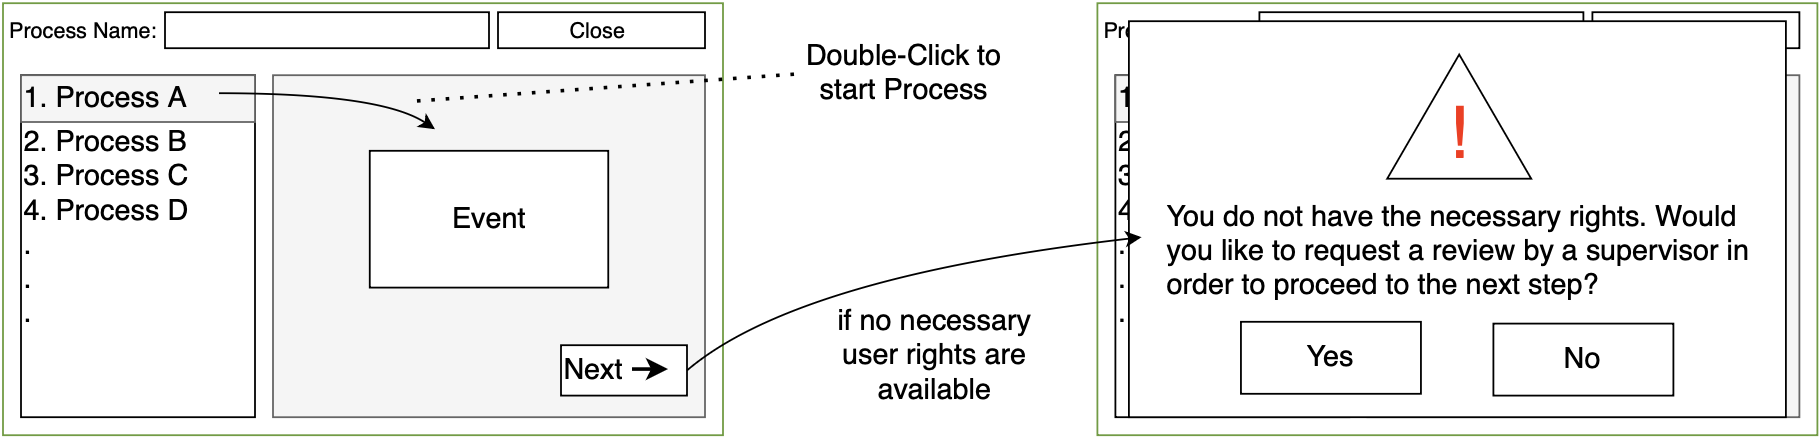 Process Name:
Close
1. Process A
2. Process B
3. Process C
4. Process D
.
.
.
Event
Next
Double-Click to
start Process
if no necessary
user rights are
available
Pr
1
2
3
4
.
.
.
!
You do not have the necessary rights. Would
you like to request a review by a supervisor in
order to proceed to the next step?
Yes
No